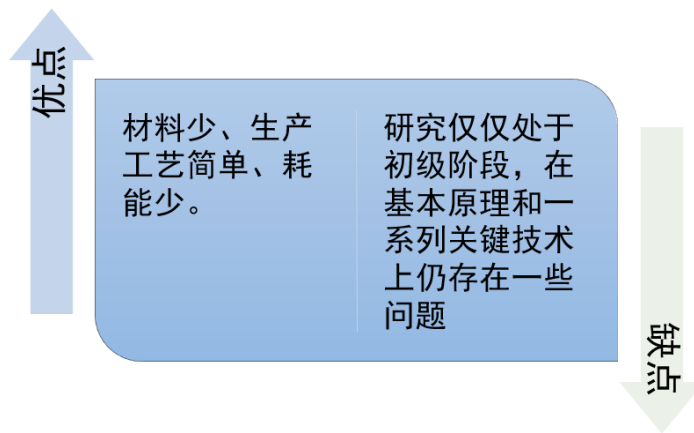 优点
材料少、生产
工艺简单、耗
能少。
研究仅仅处于
初级阶段，在
基本原理和一
系列关键技术
上仍存在一些
问题
缺点